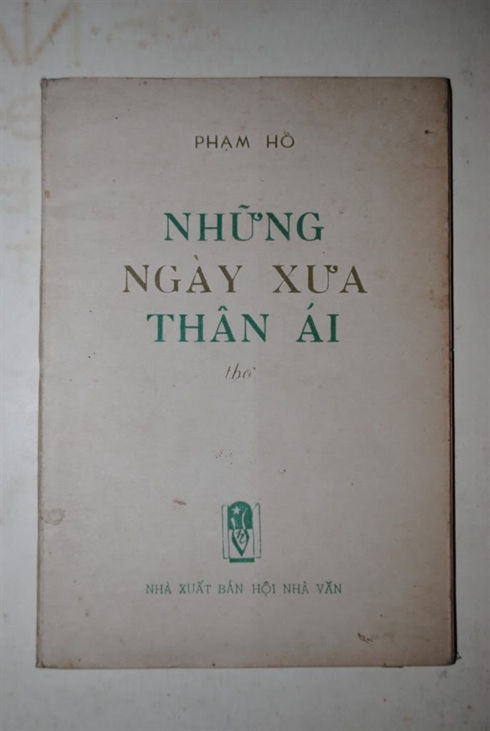 PHẠM HỔ
NHỮNG
NGÀY XƯA
THÂN ÁI
thơ
NHÀ XUẤT BẢN HỘI NHÀ VĂN